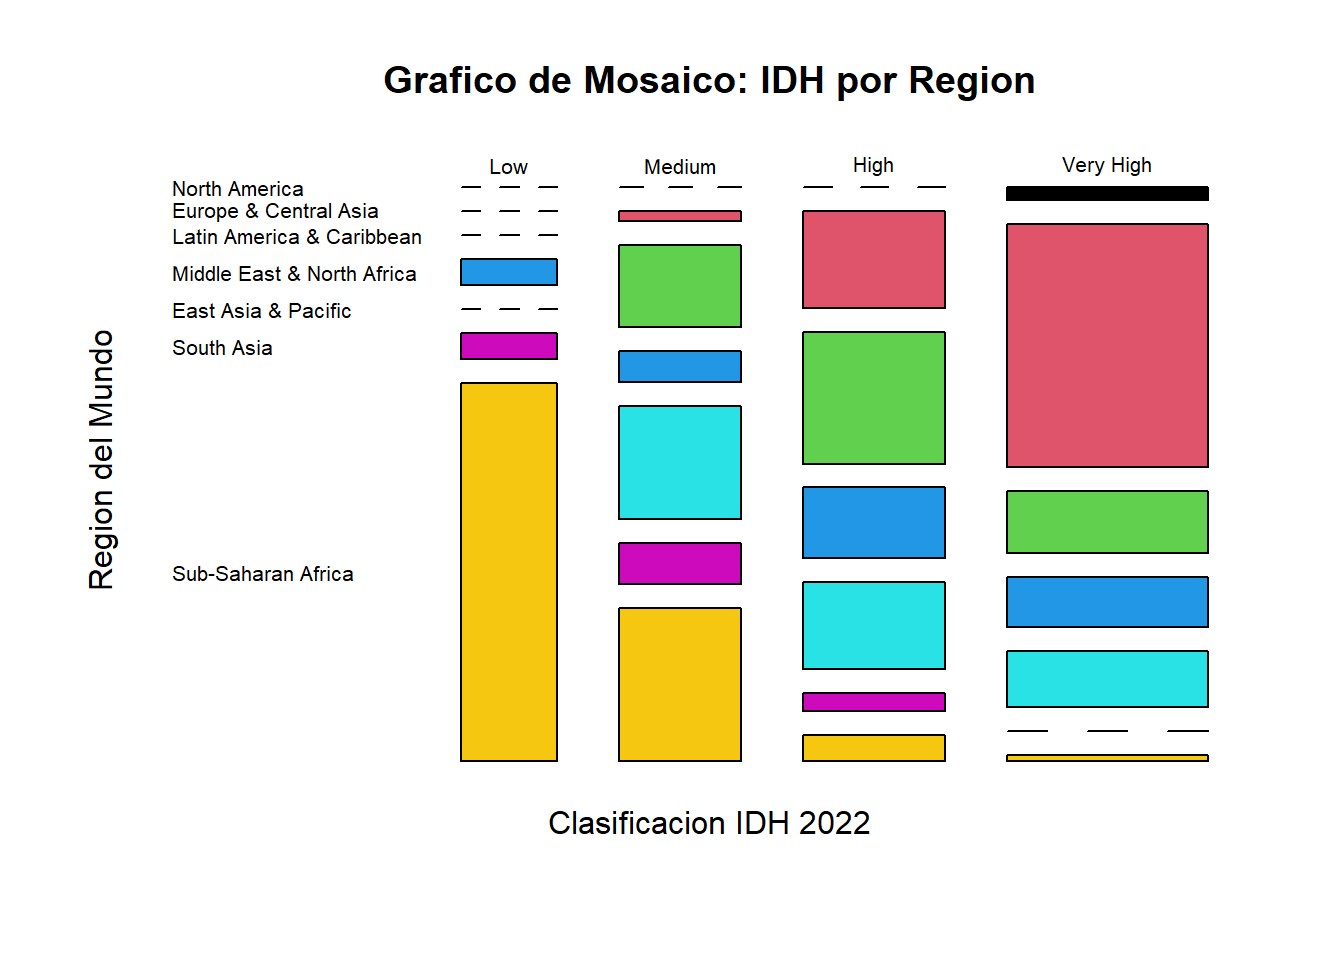 Grafico de Mosaico: IDH por Region
Low
Medium
High
Very High
North America
Europe & Central Asia
Latin America & Caribbean
Middle East & North Africa
East Asia & Pacific
South Asia
Sub-Saharan Africa
Region del Mundo
Clasificacion IDH 2022